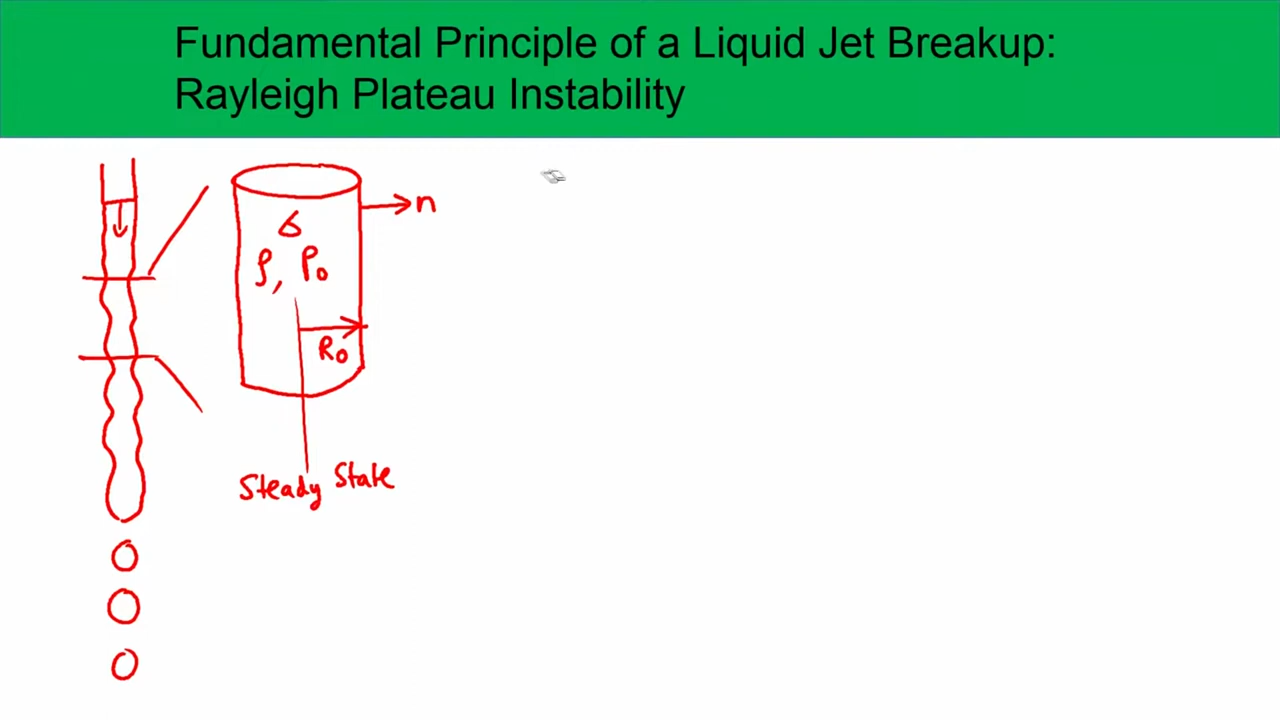 Fundamental Principle of a Liquid Jet Breakup:
Rayleigh Plateau Instability
n
σ
ρ, P₀
R₀
Steady State